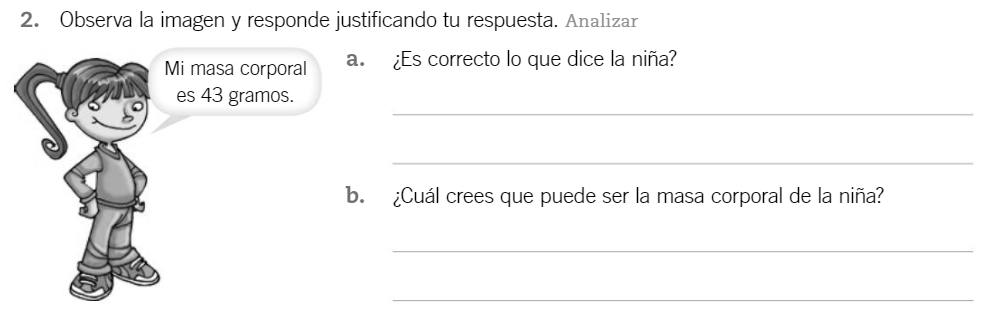 2. Observa la imagen y responde justificando tu respuesta. Analizar
Mi masa corporal
es 43 gramos.
a. ¿Es correcto lo que dice la niña?
b. ¿Cuál crees que puede ser la masa corporal de la niña?